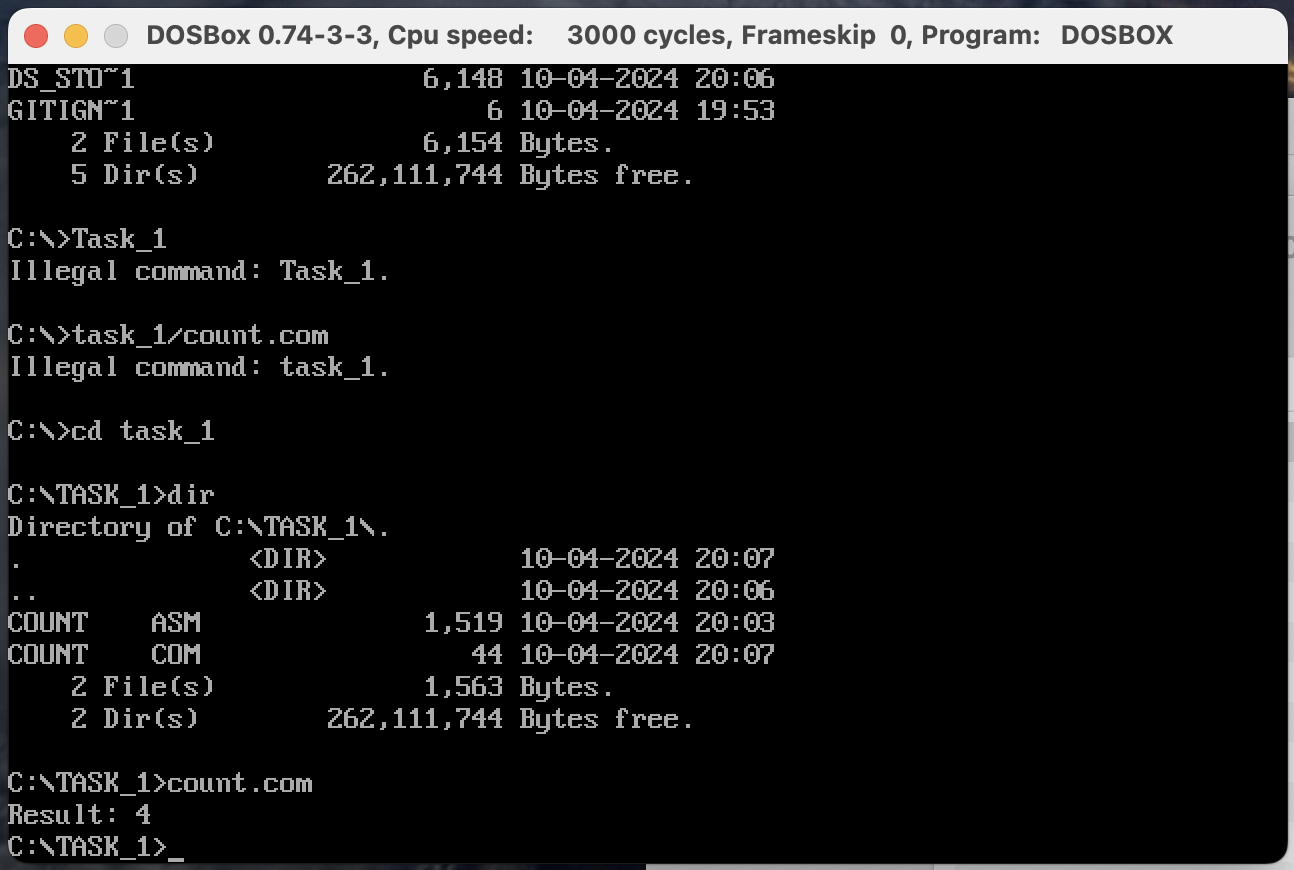 DOSBox 0.74-3-3, Cpu speed: 3000 cycles, Frameskip 0, Program: DOSBOX
DS_STO~1 6,148 10-04-2024 20:06
GITIGN~1 6 10-04-2024 19:53
2 File(s) 6,154 Bytes.
5 Dir(s) 262,111,744 Bytes free.
C:\>Task_1
Illegal command: Task_1.
C:\>task_1/count.com
Illegal command: task_1.
C:\>cd task_1
C:\TASK_1>dir
Directory of C:\TASK_1\.
. <DIR> 10-04-2024 20:07
.. <DIR> 10-04-2024 20:06
COUNT ASM 1,519 10-04-2024 20:03
COUNT COM 44 10-04-2024 20:07
2 File(s) 1,563 Bytes.
2 Dir(s) 262,111,744 Bytes free.
C:\TASK_1>count.com
Result: 4
C:\TASK_1>_